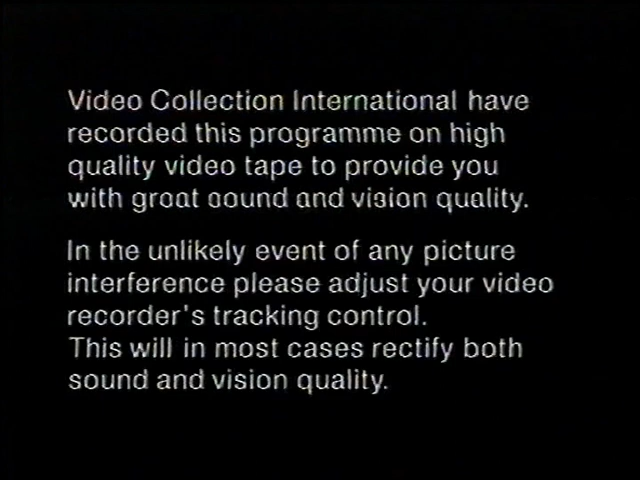 Video Collection International have
recorded this programme on high
quality video tape to provide you
with great sound and vision quality.
In the unlikely event of any picture
interference please adjust your video
recorder's tracking control.
This will in most cases rectify both
sound and vision quality.